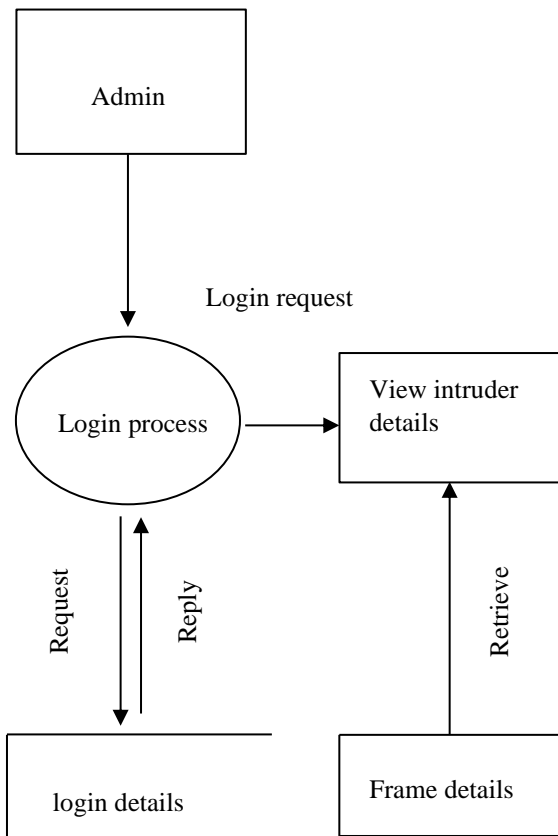 Admin
Login request
Login process
View intruder
details
Request
Reply
Retrieve
login details
Frame details